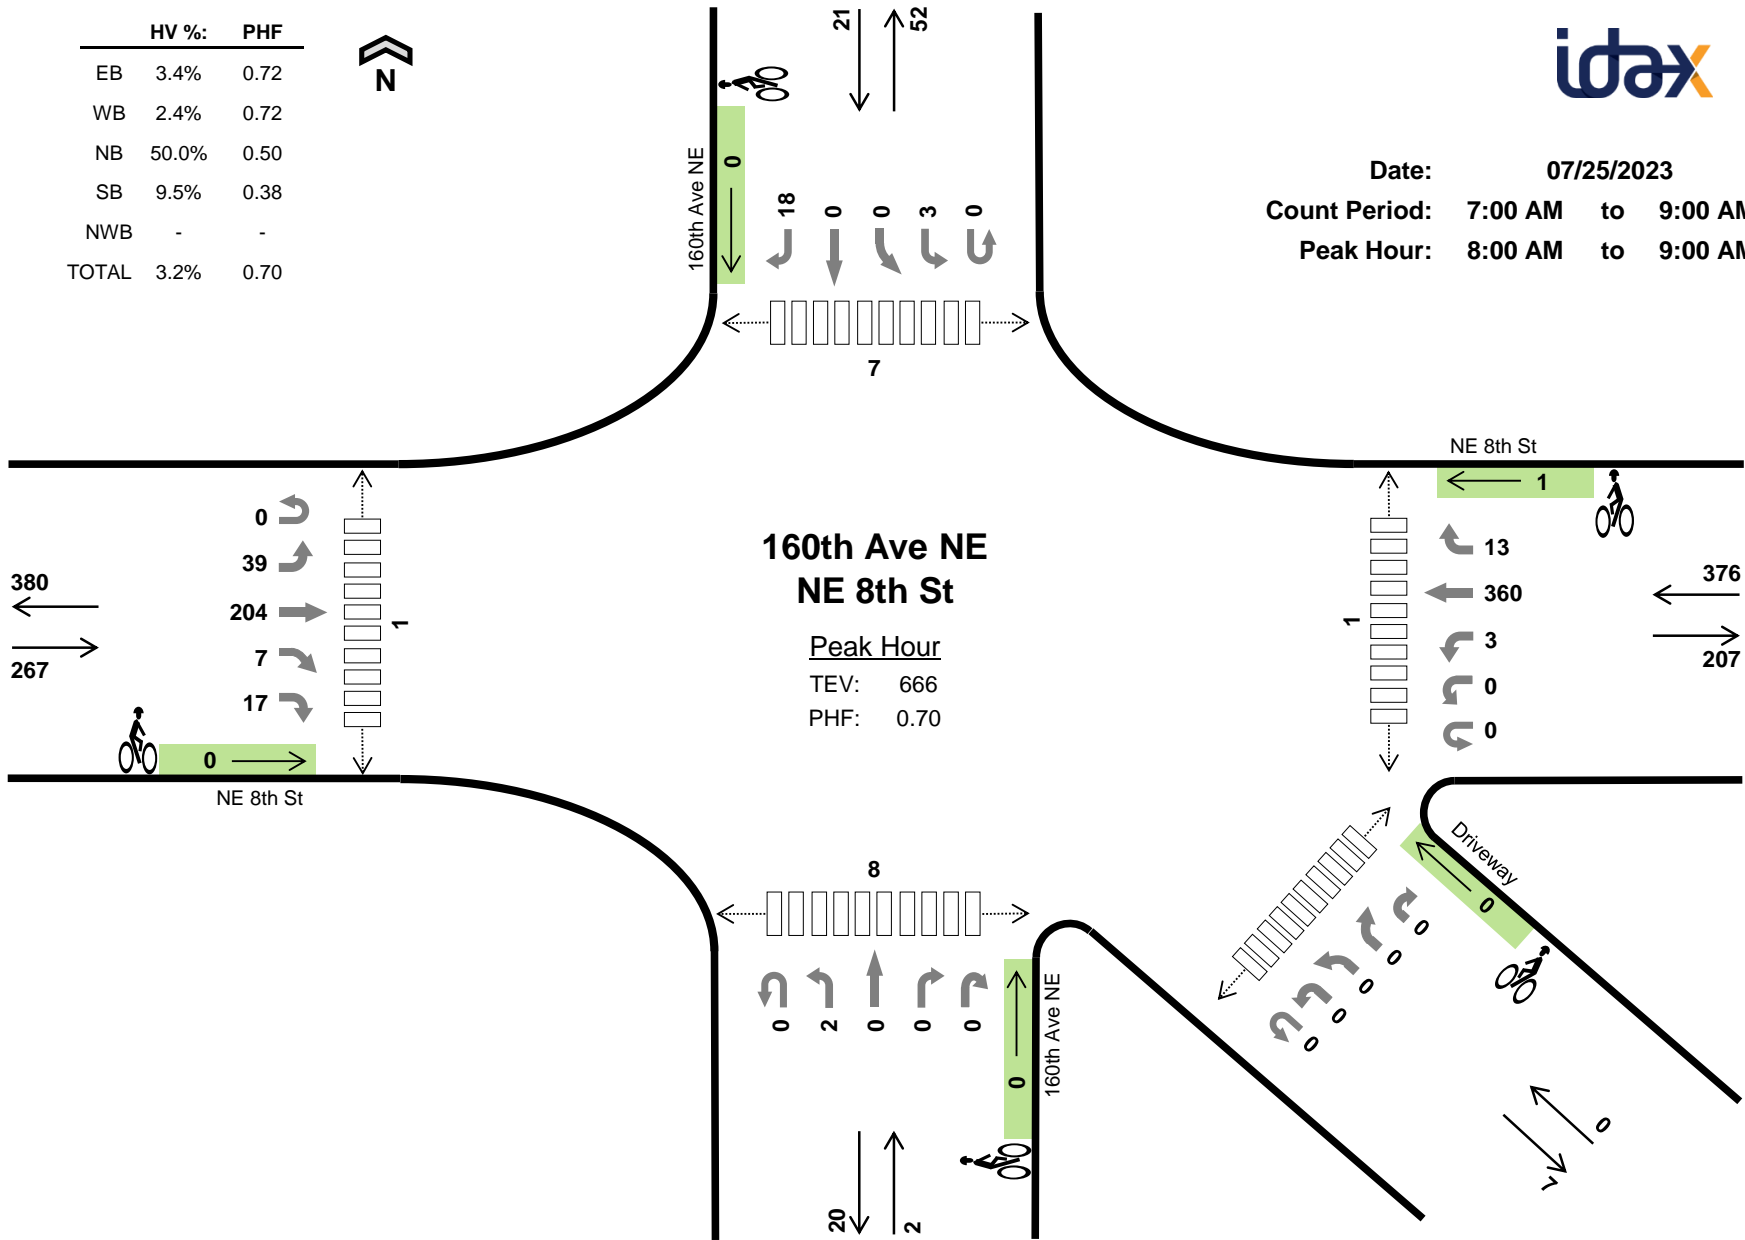 HV %: PHF
EB 3.4% 0.72
WB 2.4% 0.72
NB 50.0% 0.50
SB 9.5% 0.38
NWB - -
TOTAL 3.2% 0.70
N
idax
Date: 07/25/2023
Count Period: 7:00 AM to 9:00 AM
Peak Hour: 8:00 AM to 9:00 AM
21
52
160th Ave NE
0
18
0
0
3
0
7
NE 8th St
1
0
39
204
7
17
380
267
1
0
NE 8th St
160th Ave NE
NE 8th St
Peak Hour
TEV: 666
PHF: 0.70
1
13
360
3
0
0
376
207
8
0
2
0
0
0
0
160th Ave NE
20
2
Driveway
0
0
0
0
0
0
0
7